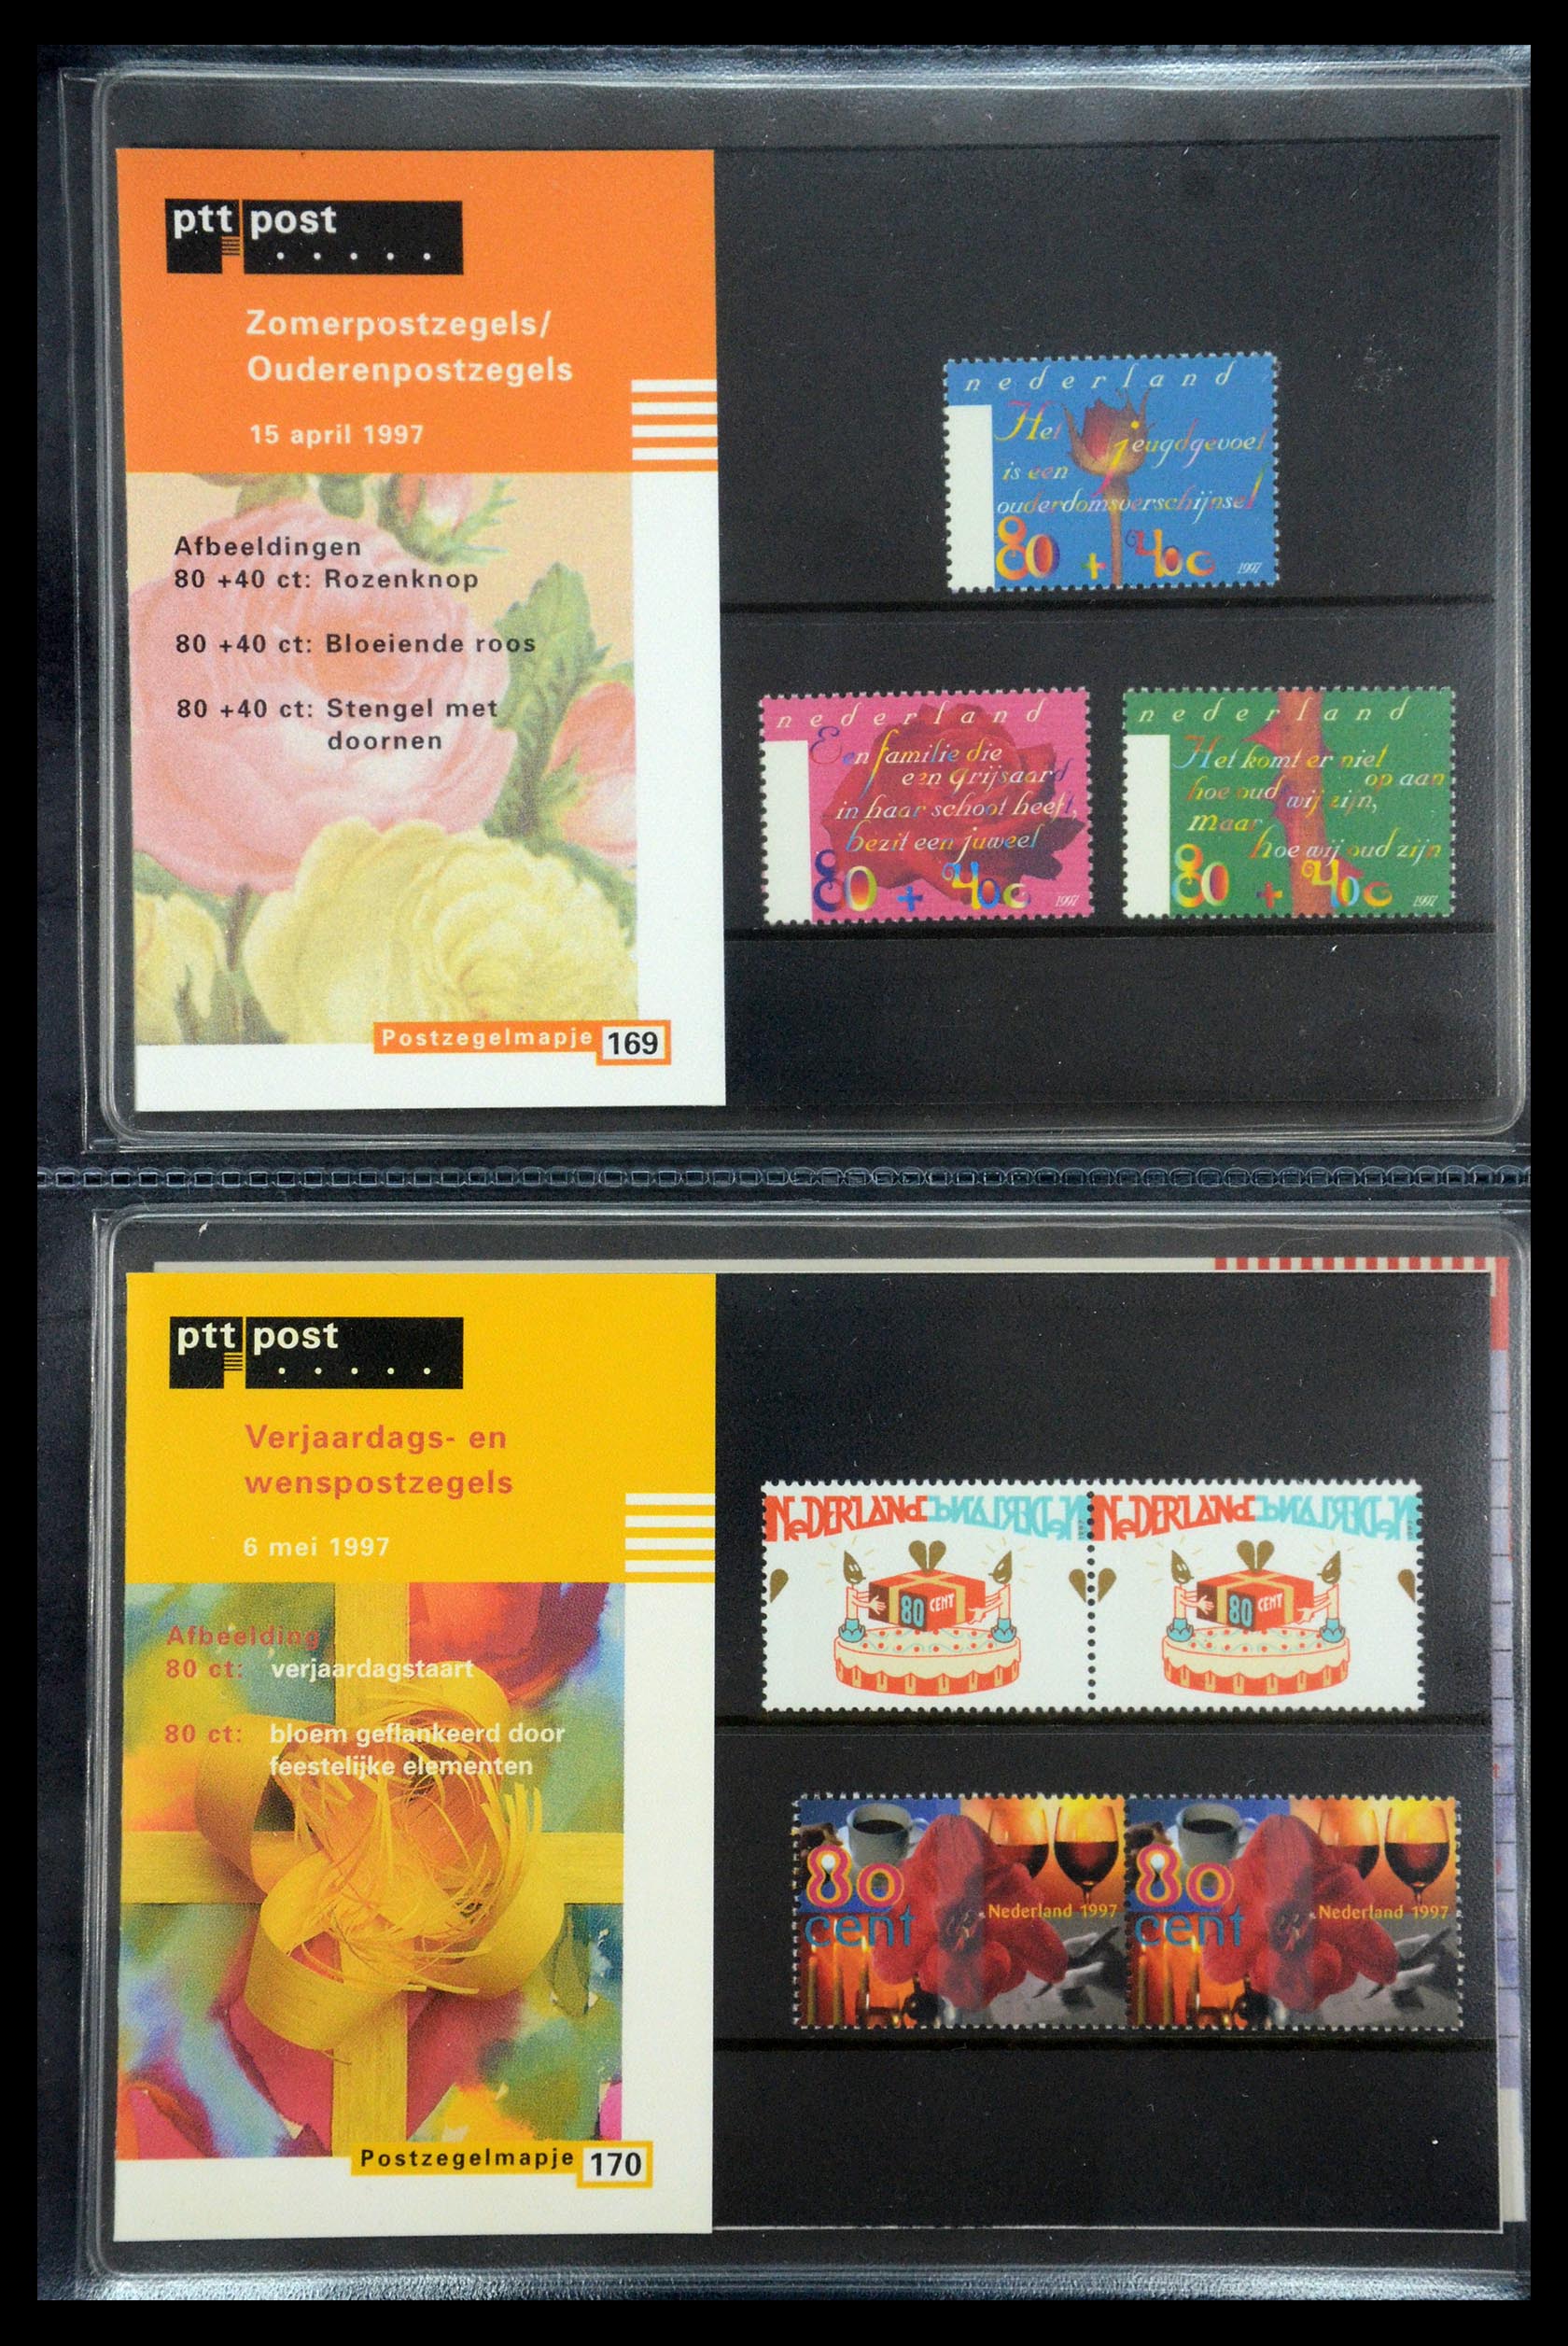 ptt post
Zomerpostzegels/
Ouderenpostzegels
15 april 1997
Afbeeldingen
80 +40 ct: Rozenknop
80 +40 ct: Bloeiende roos
80 +40 ct: Stengel met
doornen
Postzegelmapje 169
nederland
Het jeugdgevoel
is een
ouderdomsverschijnsel
80 + 40c 1997
nederland
Een familie die
een grijsaard
in haar schoot heeft,
bezit een juweel
80 + 40c 1997
nederland
Het komt er niet
op aan
hoe oud wij zijn,
maar
hoe wij oud zijn
80 + 40c 1997
ptt post
Verjaardags- en
wenspostzegels
6 mei 1997
Afbeelding
80 ct: verjaardagstaart
80 ct: bloem geflankeerd door
feestelijke elementen
Postzegelmapje 170
NeDERLANd NeDERLANd 1997 NeDERLANd NeDERLANd 1997
80 CENT 80 CENT
80 80
cent Nederland 1997 cent Nederland 1997